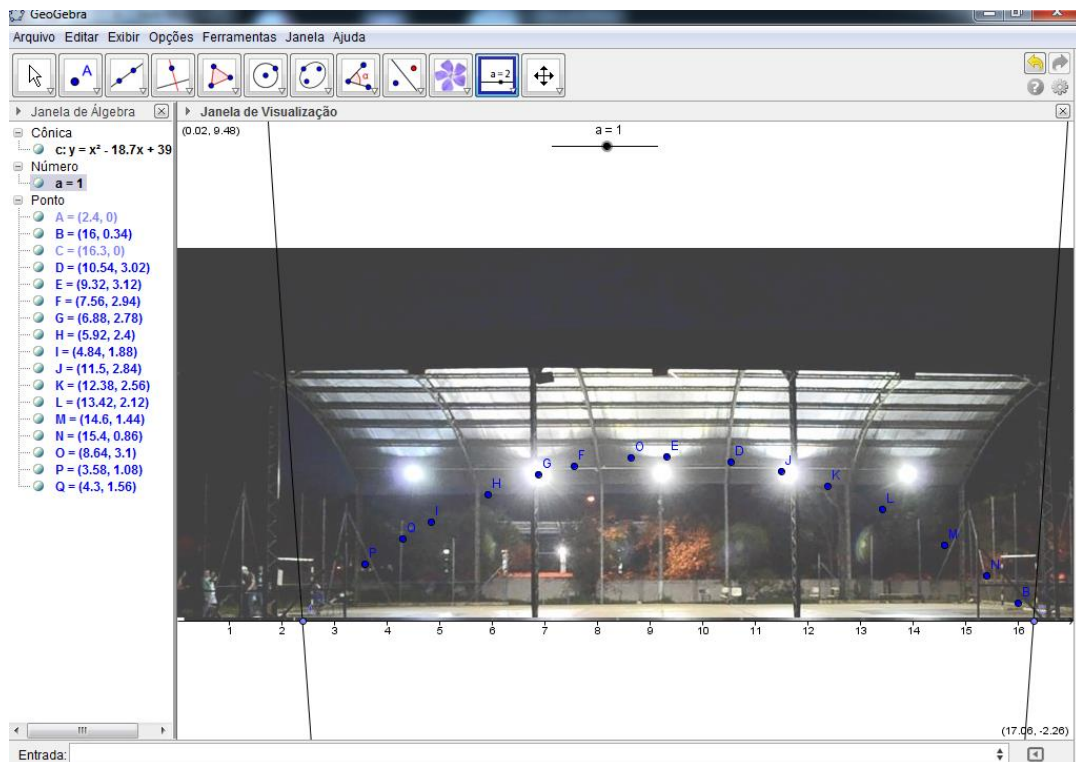 GeoGebra
Arquivo Editar Exibir Opções Ferramentas Janela Ajuda
A
α
a=2
Janela de Álgebra
Janela de Visualização
Cônica
c: y = x² - 18.7x + 39
Número
a = 1
Ponto
A = (2.4, 0)
B = (16, 0.34)
C = (16.3, 0)
D = (10.54, 3.02)
E = (9.32, 3.12)
F = (7.56, 2.94)
G = (6.88, 2.78)
H = (5.92, 2.4)
I = (4.84, 1.88)
J = (11.5, 2.84)
K = (12.38, 2.56)
L = (13.42, 2.12)
M = (14.6, 1.44)
N = (15.4, 0.86)
O = (8.64, 3.1)
P = (3.58, 1.08)
Q = (4.3, 1.56)
(0.02, 9.48)
a = 1
O E
D
F
G
J
H
K
I
L
Q
M
P
N
B
1 2 3 4 5 6 7 8 9 10 11 12 13 14 15 16
(17.06, -2.26)
Entrada: